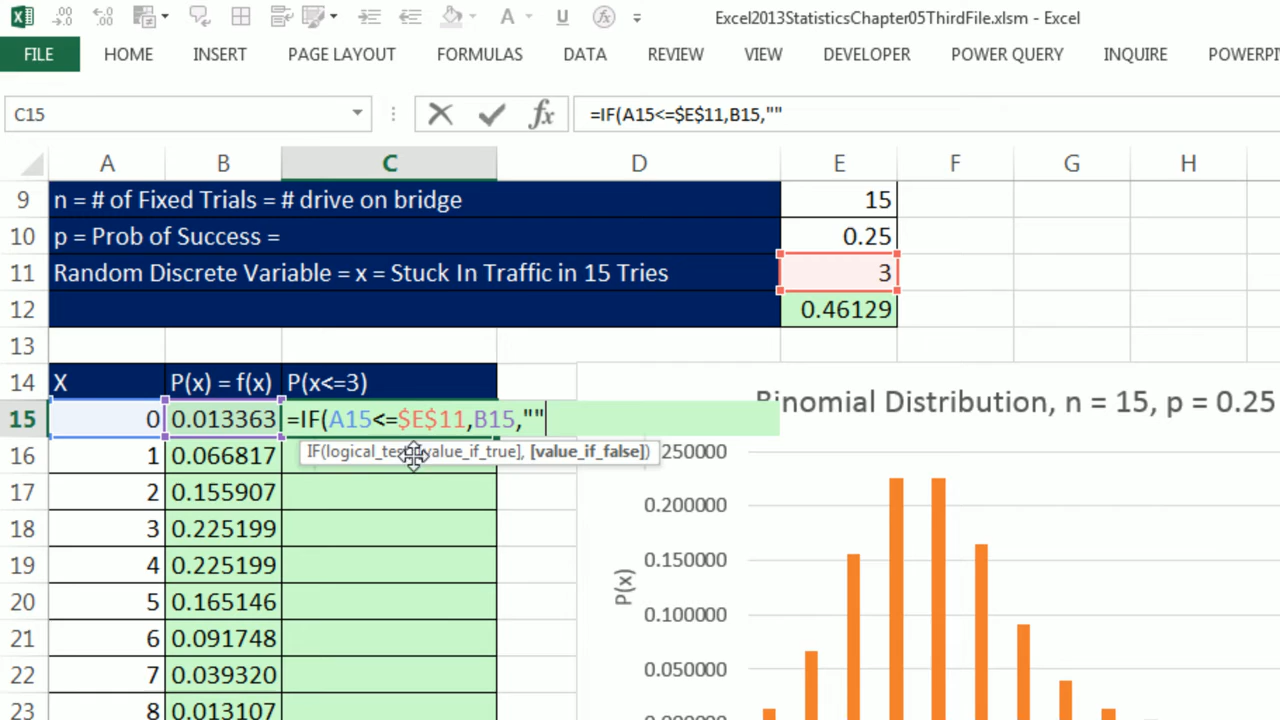 Excel2013StatisticsChapter05ThirdFile.xlsm - Excel
FILE HOME INSERT PAGE LAYOUT FORMULAS DATA REVIEW VIEW DEVELOPER POWER QUERY INQUIRE POWERPI
C15 fx =IF(A15<=$E$11,B15,""
A B C D E F G H
9 n = # of Fixed Trials = # drive on bridge 15
10 p = Prob of Success = 0.25
11 Random Discrete Variable = x = Stuck In Traffic in 15 Tries 3
12 0.46129
13
14 X P(x) = f(x) P(x<=3)
Binomial Distribution, n = 15, p = 0.25
15 0 0.013363 =IF(A15<=$E$11,B15,""
IF(logical_test, [value_if_true], [value_if_false])
16 1 0.066817 .250000
17 2 0.155907
0.200000
18 3 0.225199
19 4 0.225199 0.150000
P(x)
20 5 0.165146 0.100000
21 6 0.091748
22 7 0.039320 0.050000
23 8 0.013107